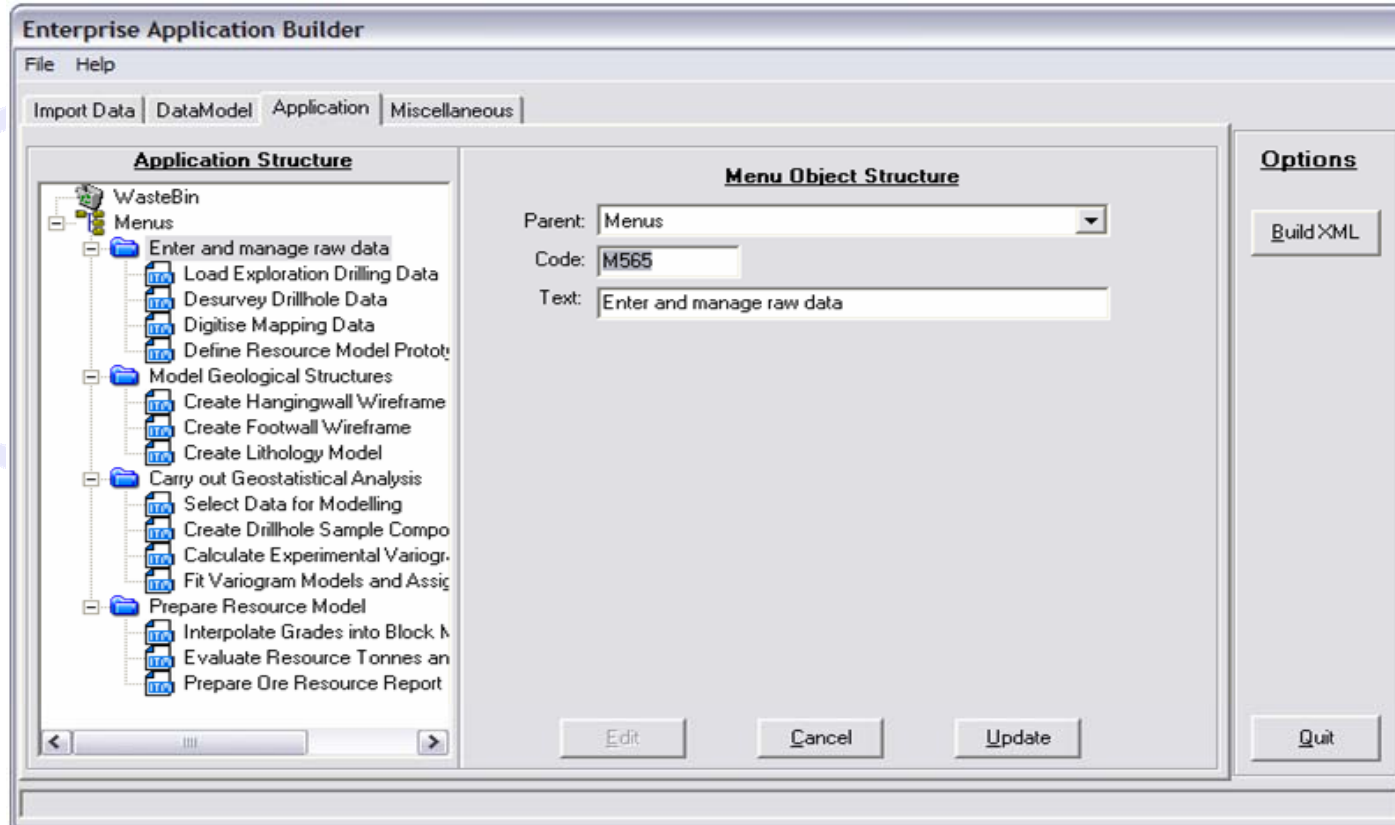 Enterprise Application Builder
File Help
Import Data DataModel Application Miscellaneous
Application Structure
WasteBin
Menus
Enter and manage raw data
Load Exploration Drilling Data
Desurvey Drillhole Data
Digitise Mapping Data
Define Resource Model Prototy
Model Geological Structures
Create Hangingwall Wireframe
Create Footwall Wireframe
Create Lithology Model
Carry out Geostatistical Analysis
Select Data for Modelling
Create Drillhole Sample Compo
Calculate Experimental Variogr
Fit Variogram Models and Assig
Prepare Resource Model
Interpolate Grades into Block M
Evaluate Resource Tonnes an
Prepare Ore Resource Report
Menu Object Structure
Parent: Menus
Code: M565
Text: Enter and manage raw data
Edit Cancel Update
Options
Build XML
Quit